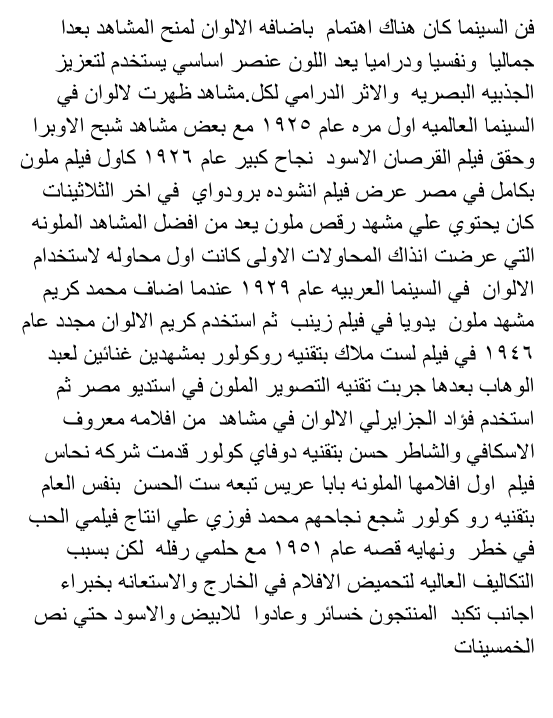 فن السينما كان هناك اهتمام  باضافه الالوان لمنح المشاهد بعدا
جماليا  ونفسيا ودراميا يعد اللون عنصر اساسي يستخدم لتعزيز
الجذبيه البصريه  والاثر الدرامي لكل.مشاهد ظهرت لالوان في
السينما العالميه اول مره عام ١٩٢٥ مع بعض مشاهد شبح الاوبرا
وحقق فيلم القرصان الاسود  نجاح كبير عام ١٩٢٦ كاول فيلم ملون
بكامل في مصر عرض فيلم انشوده برودواي  في اخر الثلاثينات
كان يحتوي علي مشهد رقص ملون يعد من افضل المشاهد الملونه
التي عرضت انذاك المحاولات الاولى كانت اول محاوله لاستخدام
الالوان  في السينما العربيه عام ١٩٢٩ عندما اضاف محمد كريم
مشهد ملون  يدويا في فيلم زينب  ثم استخدم كريم الالوان مجدد عام
١٩٤٦ في فيلم لست ملاك بتقنيه روكولور بمشهدين غنائين لعبد
الوهاب بعدها جربت تقنيه التصوير الملون في استديو مصر ثم
استخدم فؤاد الجزايرلي الالوان في مشاهد  من افلامه معروف
الاسكافي والشاطر حسن بتقنيه دوفاي كولور قدمت شركه نحاس
فيلم  اول افلامها الملونه بابا عريس تبعه ست الحسن  بنفس العام
بتقنيه رو كولور شجع نجاحهم محمد فوزي علي انتاج فيلمي الحب
في خطر  ونهايه قصه عام ١٩٥١ مع حلمي رفله  لكن بسبب
التكاليف العاليه لتحميض الافلام في الخارج والاستعانه بخبراء
اجانب تكبد  المنتجون خسائر وعادوا  للابيض والاسود حتي نص
الخمسينات